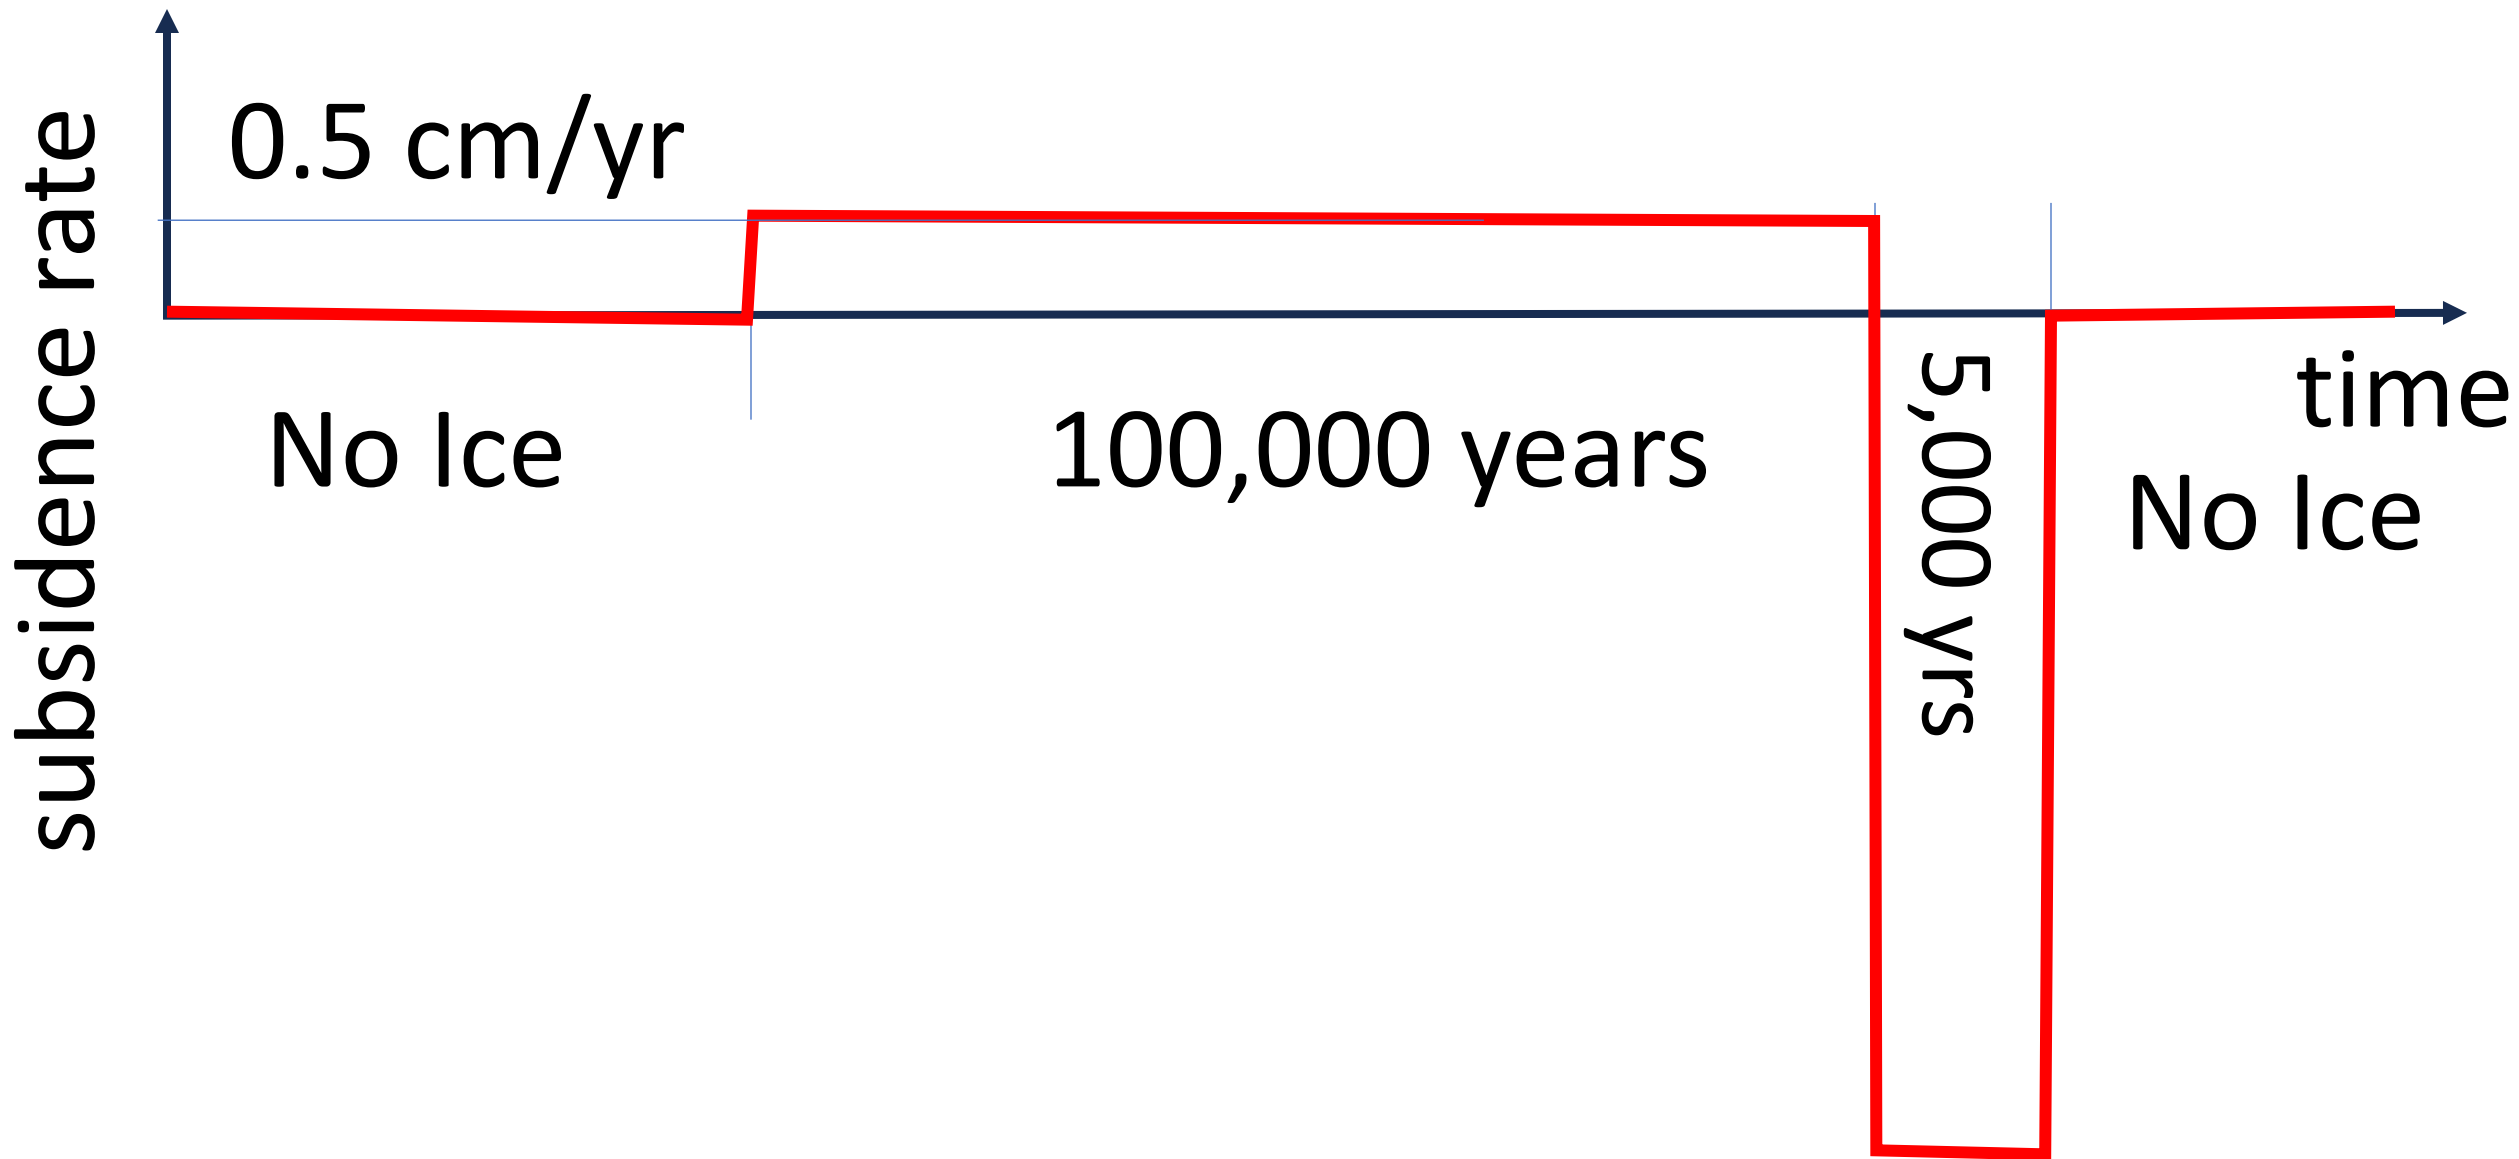 subsidence rate
0.5 cm/yr
No Ice
100,000 years
5,000 yrs
time
No Ice